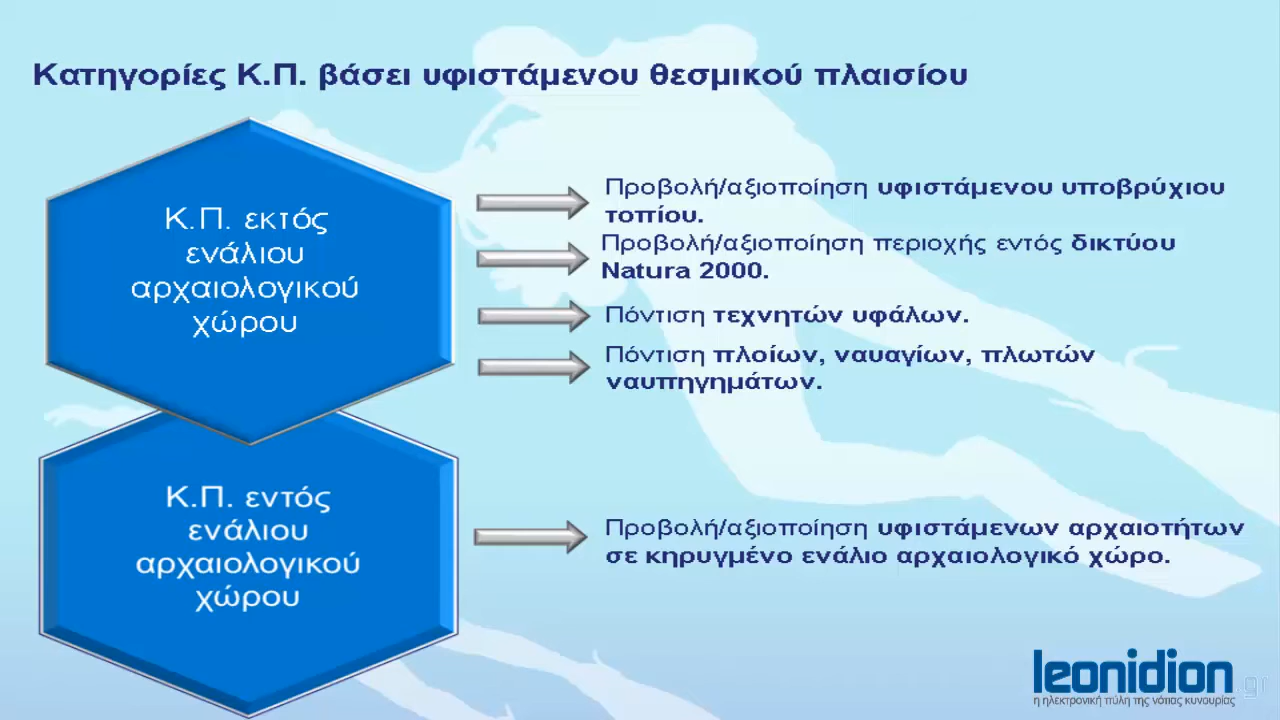 Κατηγορίες Κ.Π. βάσει υφιστάμενου θεσμικού πλαισίου
Κ.Π. εκτός
ενάλιου
αρχαιολογικού
χώρου
Προβολή/αξιοποίηση υφιστάμενου υποβρύχιου
τοπίου.
Προβολή/αξιοποίηση περιοχής εντός δικτύου
Natura 2000.
Πόντιση τεχνητών υφάλων.
Πόντιση πλοίων, ναυαγίων, πλωτών
ναυπηγημάτων.
Κ.Π. εντός
ενάλιου
αρχαιολογικού
χώρου
Προβολή/αξιοποίηση υφιστάμενων αρχαιοτήτων
σε κηρυγμένο ενάλιο αρχαιολογικό χώρο.
leonidion.gr
η ηλεκτρονική πύλη της νότιας κυνουρίας